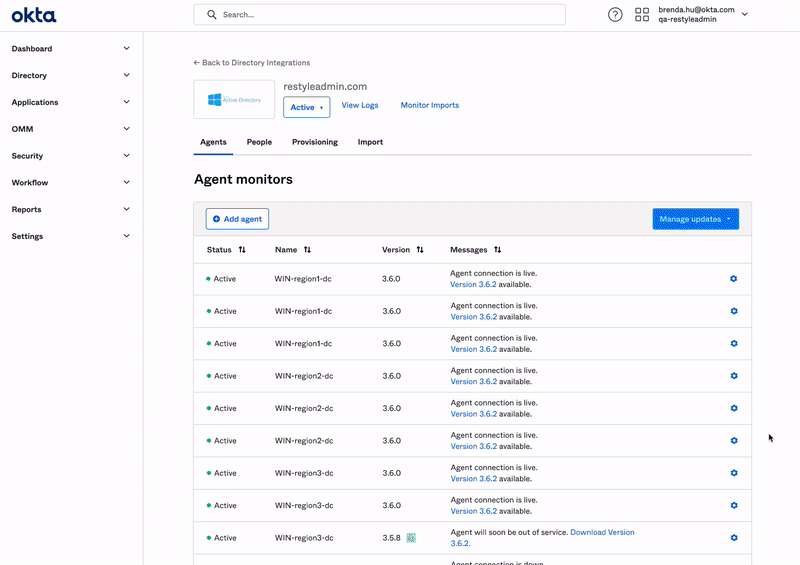 okta
Search...
brenda.hu@okta.com
qa-restyleadmin
Dashboard
Directory
Applications
OMM
Security
Workflow
Reports
Settings
← Back to Directory Integrations
Active Directory
restyleadmin.com
Active
View Logs
Monitor Imports
Agents People Provisioning Import
Agent monitors
Add agent
Manage updates
Status Name Version Messages
Active WIN-region1-dc 3.6.0 Agent connection is live.
Version 3.6.2 available.
Active WIN-region1-dc 3.6.0 Agent connection is live.
Version 3.6.2 available.
Active WIN-region1-dc 3.6.0 Agent connection is live.
Version 3.6.2 available.
Active WIN-region2-dc 3.6.0 Agent connection is live.
Version 3.6.2 available.
Active WIN-region2-dc 3.6.0 Agent connection is live.
Version 3.6.2 available.
Active WIN-region2-dc 3.6.0 Agent connection is live.
Version 3.6.2 available.
Active WIN-region3-dc 3.6.0 Agent connection is live.
Version 3.6.2 available.
Active WIN-region3-dc 3.6.0 Agent connection is live.
Version 3.6.2 available.
Active WIN-region3-dc 3.5.8 Agent will soon be out of service. Download Version
3.6.2.
Agent connection is down.